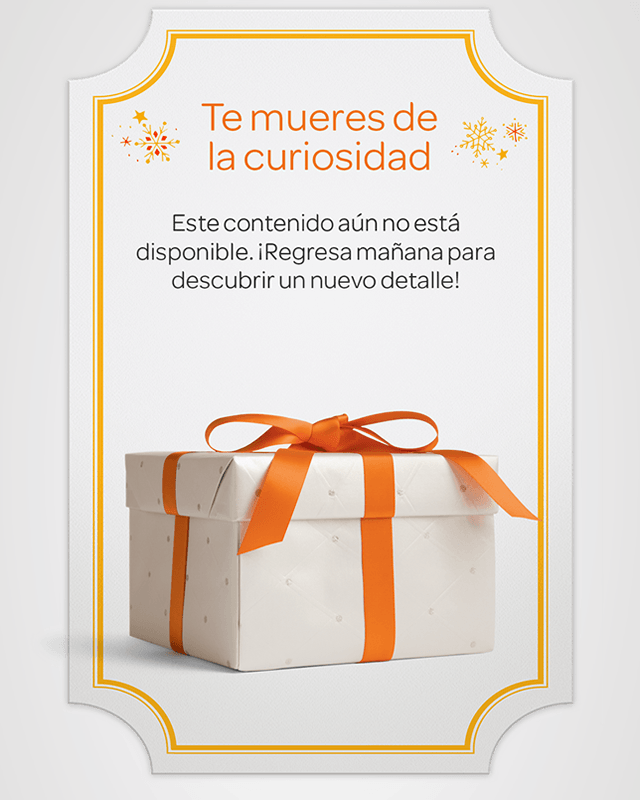 Te mueres de
la curiosidad
Este contenido aún no está
disponible. ¡Regresa mañana para
descubrir un nuevo detalle!